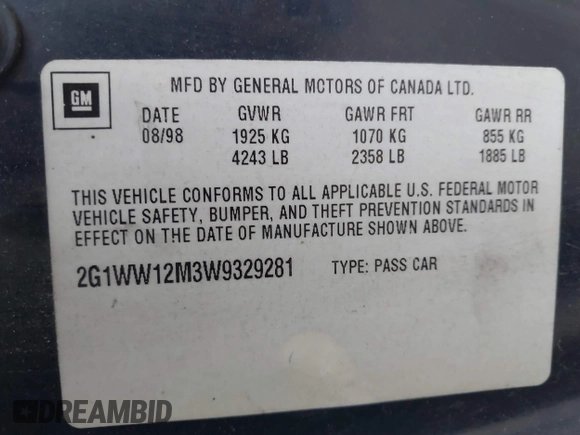 GM
MFD BY GENERAL MOTORS OF CANADA LTD.
DATE GVWR GAWR FRT GAWR RR
08/98 1925 KG 1070 KG 855 KG
4243 LB 2358 LB 1885 LB
THIS VEHICLE CONFORMS TO ALL APPLICABLE U.S. FEDERAL MOTOR
VEHICLE SAFETY, BUMPER, AND THEFT PREVENTION STANDARDS IN
EFFECT ON THE DATE OF MANUFACTURE SHOWN ABOVE.
2G1WW12M3W9329281 TYPE: PASS CAR
DREAMBID